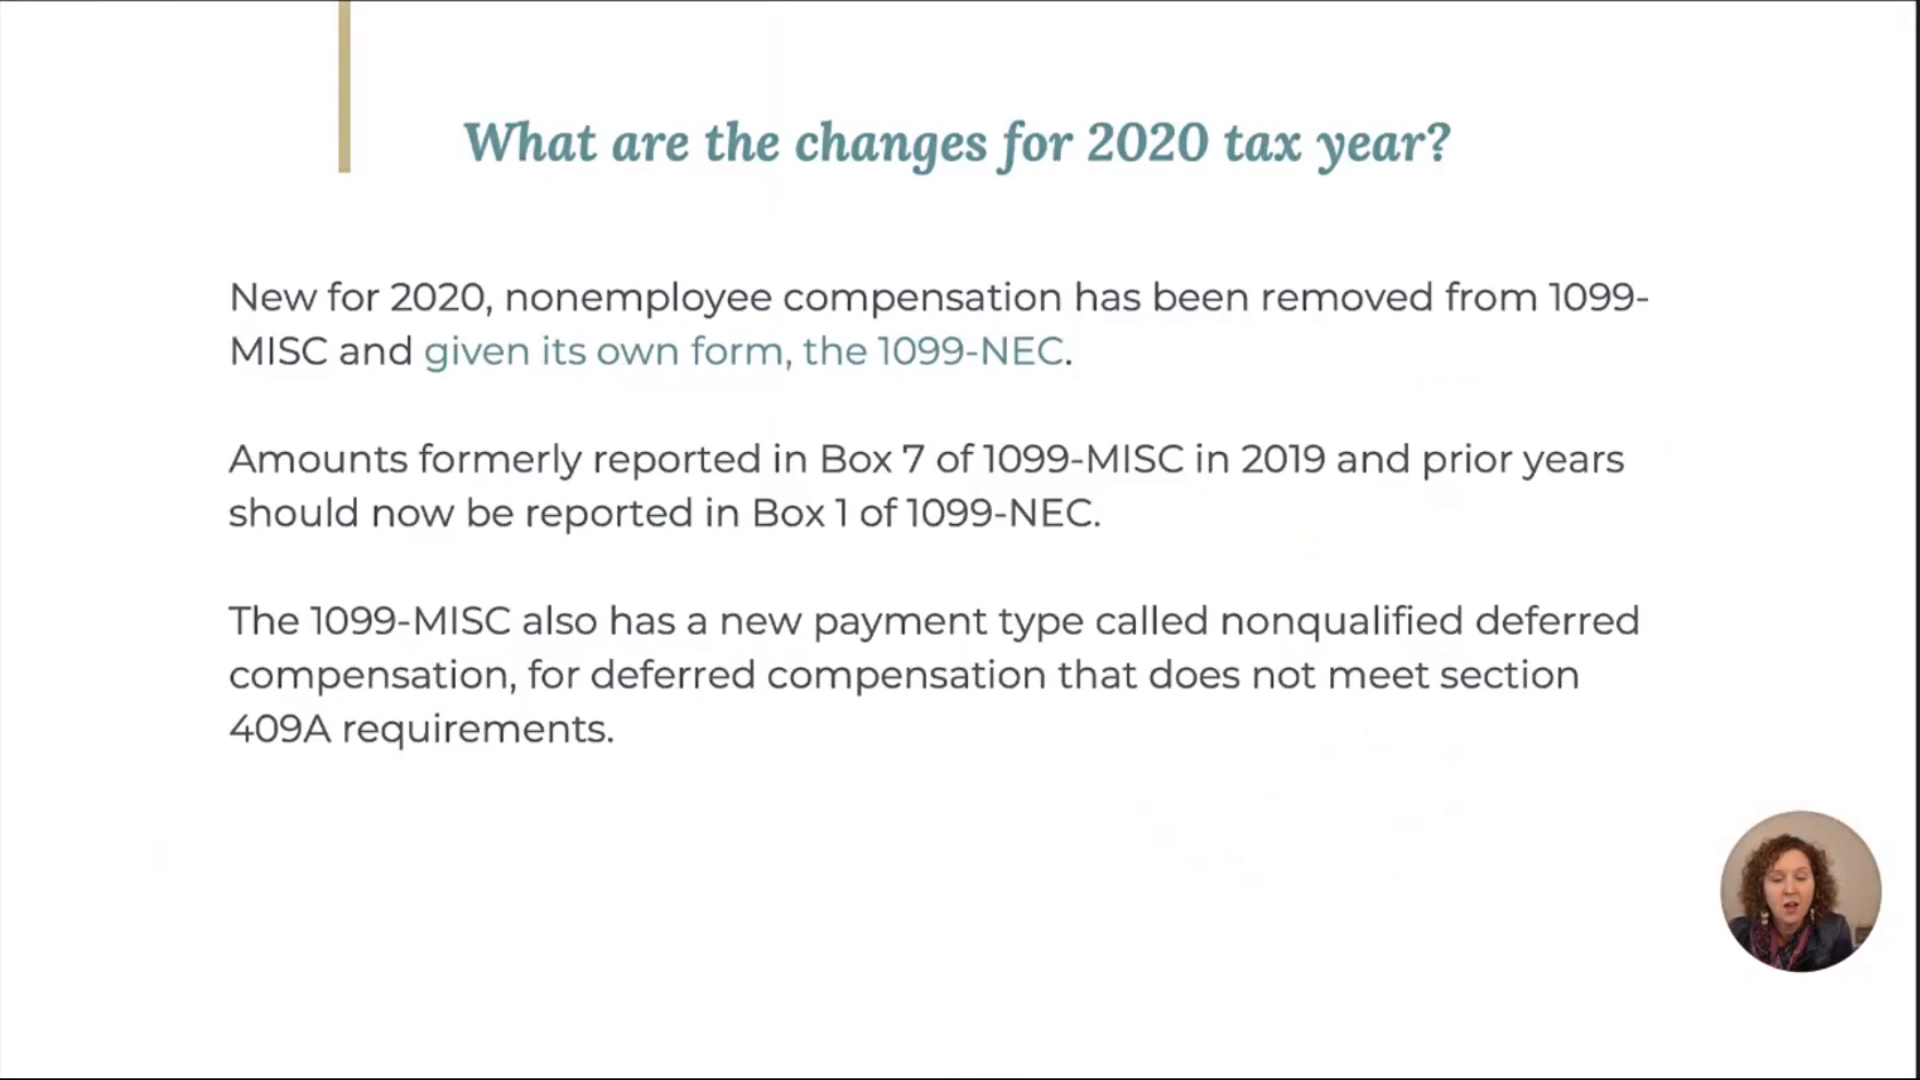 What are the changes for 2020 tax year?
New for 2020, nonemployee compensation has been removed from 1099-
MISC and given its own form, the 1099-NEC.
Amounts formerly reported in Box 7 of 1099-MISC in 2019 and prior years
should now be reported in Box 1 of 1099-NEC.
The 1099-MISC also has a new payment type called nonqualified deferred
compensation, for deferred compensation that does not meet section
409A requirements.